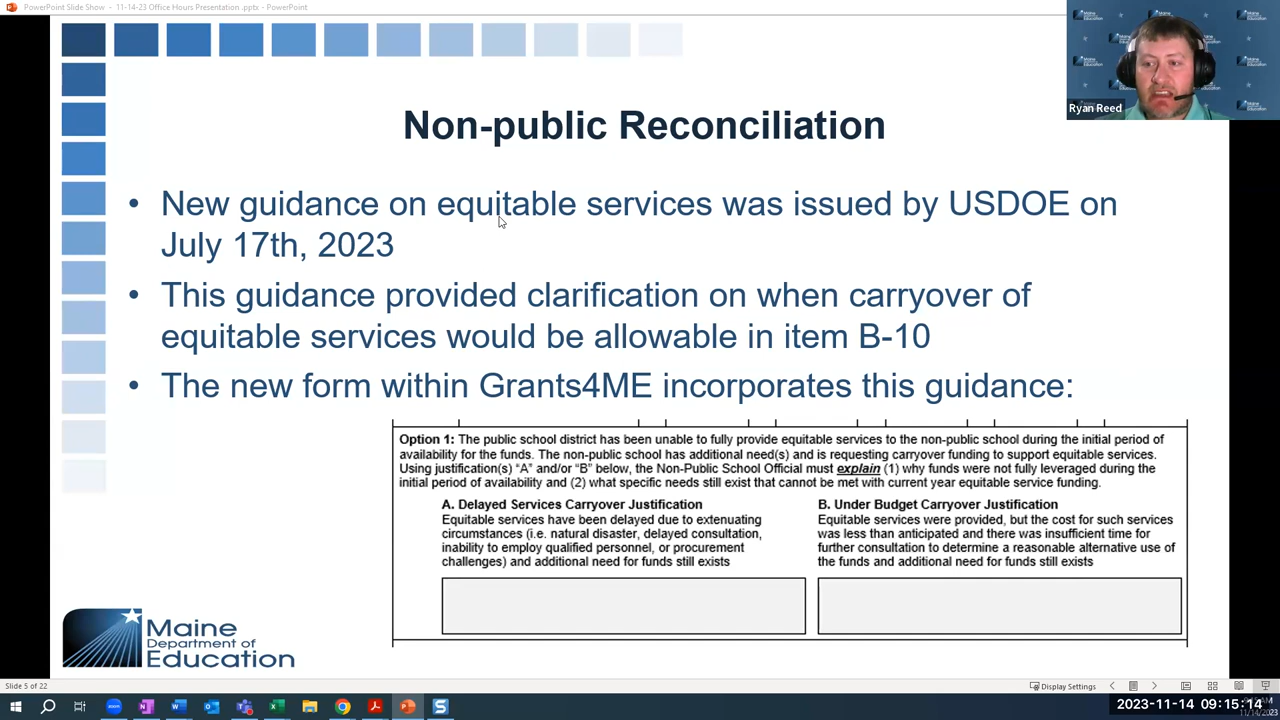 PowerPoint Slide Show - 11-14-23 Office Hours Presentation .pptx - PowerPoint
Ryan Reed
Non-public Reconciliation
• New guidance on equitable services was issued by USDOE on
July 17th, 2023
• This guidance provided clarification on when carryover of
equitable services would be allowable in item B-10
• The new form within Grants4ME incorporates this guidance:
Option 1: The public school district has been unable to fully provide equitable services to the non-public school during the initial period of
availability for the funds. The non-public school has additional need(s) and is requesting carryover funding to support equitable services.
Using justification(s) “A” and/or “B” below, the Non-Public School Official must explain (1) why funds were not fully leveraged during the
initial period of availability and (2) what specific needs still exist that cannot be met with current year equitable service funding.
A. Delayed Services Carryover Justification
Equitable services have been delayed due to extenuating
circumstances (i.e. natural disaster, delayed consultation,
inability to employ qualified personnel, or procurement
challenges) and additional need for funds still exists
B. Under Budget Carryover Justification
Equitable services were provided, but the cost for such services
was less than anticipated and there was insufficient time for
further consultation to determine a reasonable alternative use of
the funds and additional need for funds still exists
Maine
Department of
Education
Slide 5 of 22
Display Settings
2023-11-14 09:15:14
11/14/2023